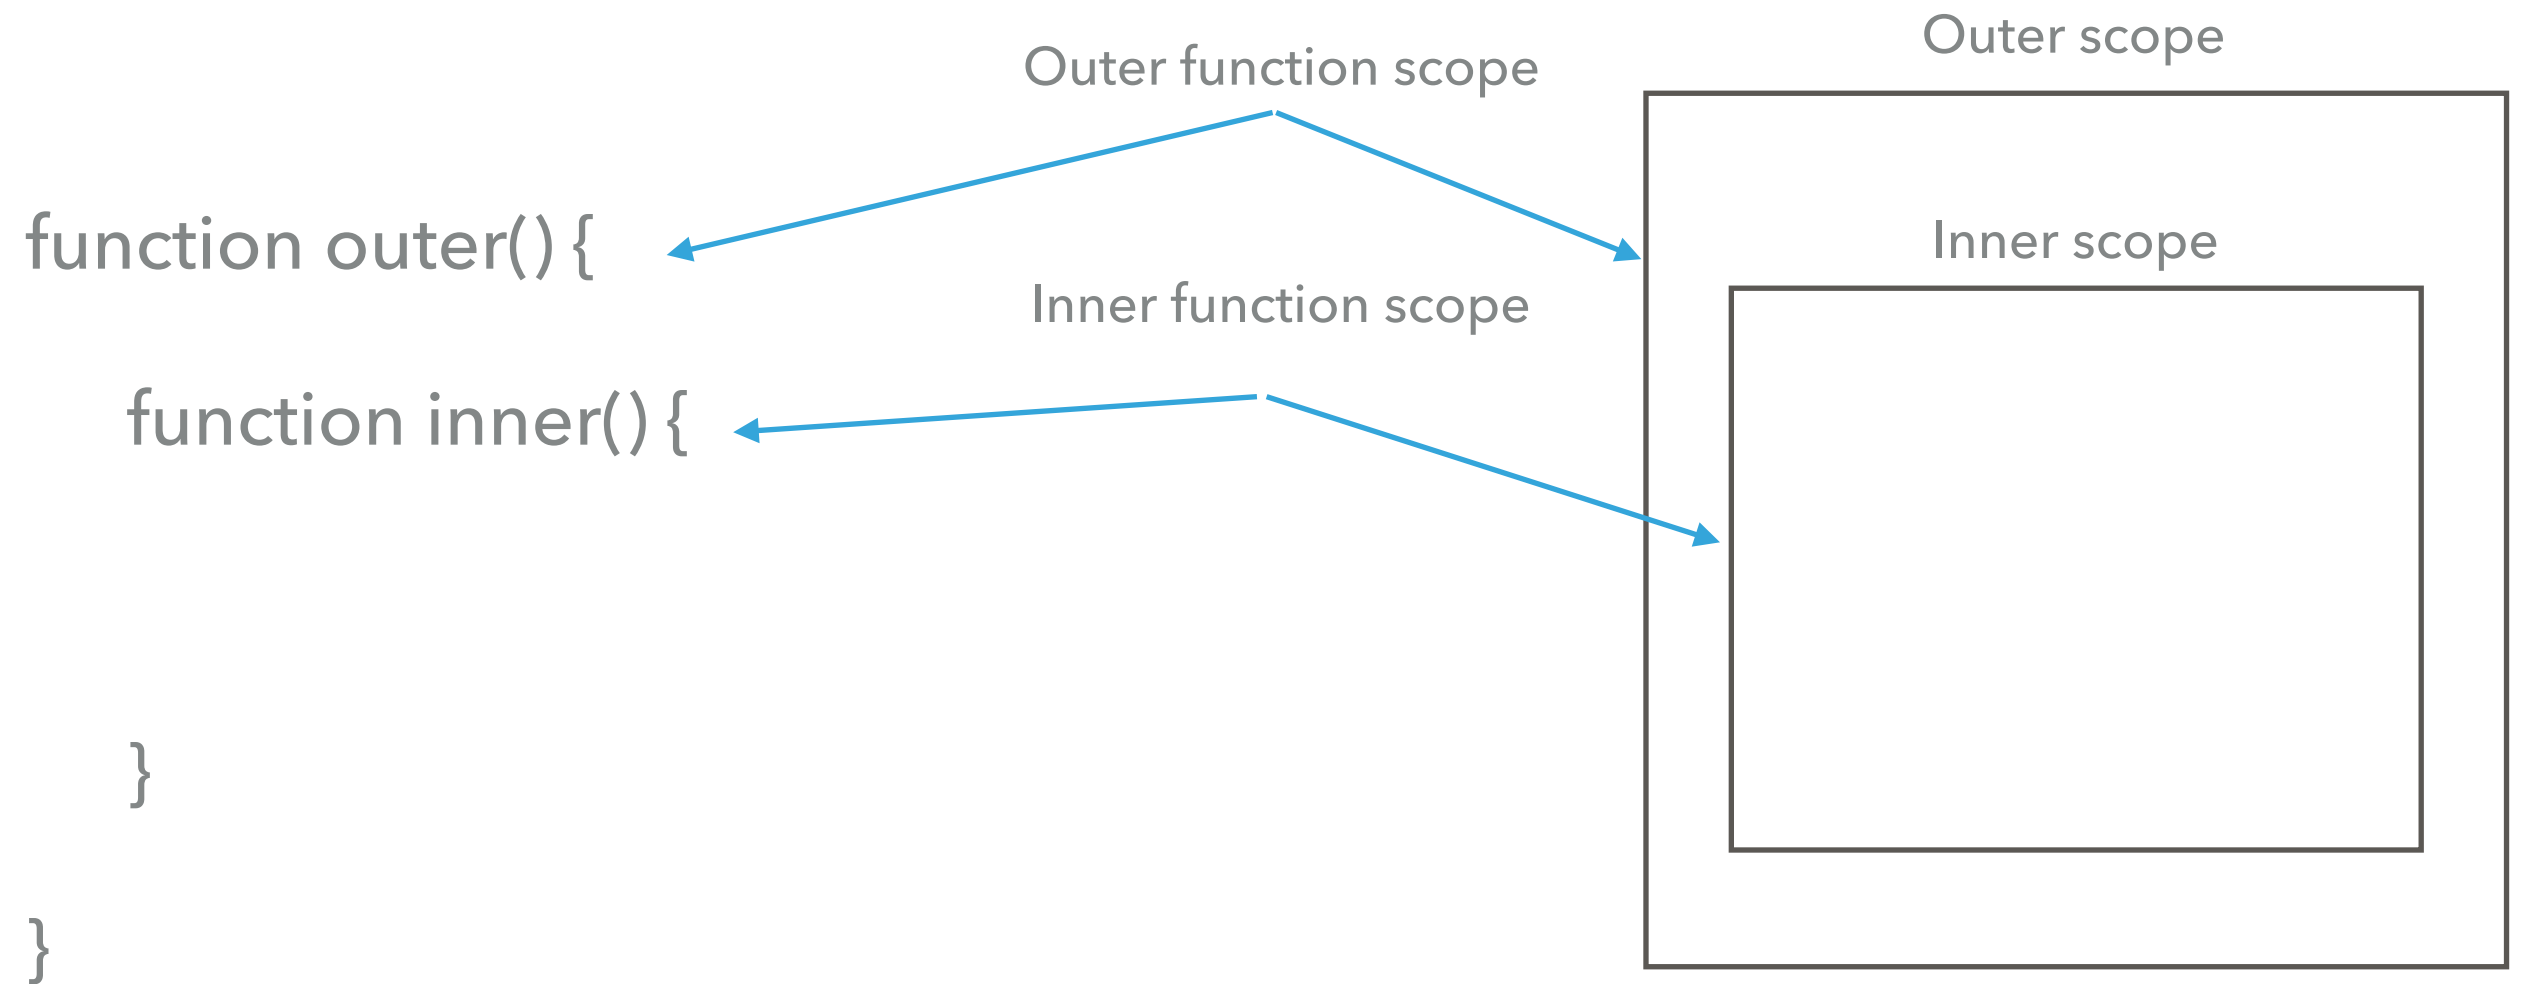 Outer scope
Outer function scope
function outer() {
Inner scope
Inner function scope
function inner() {
}
}